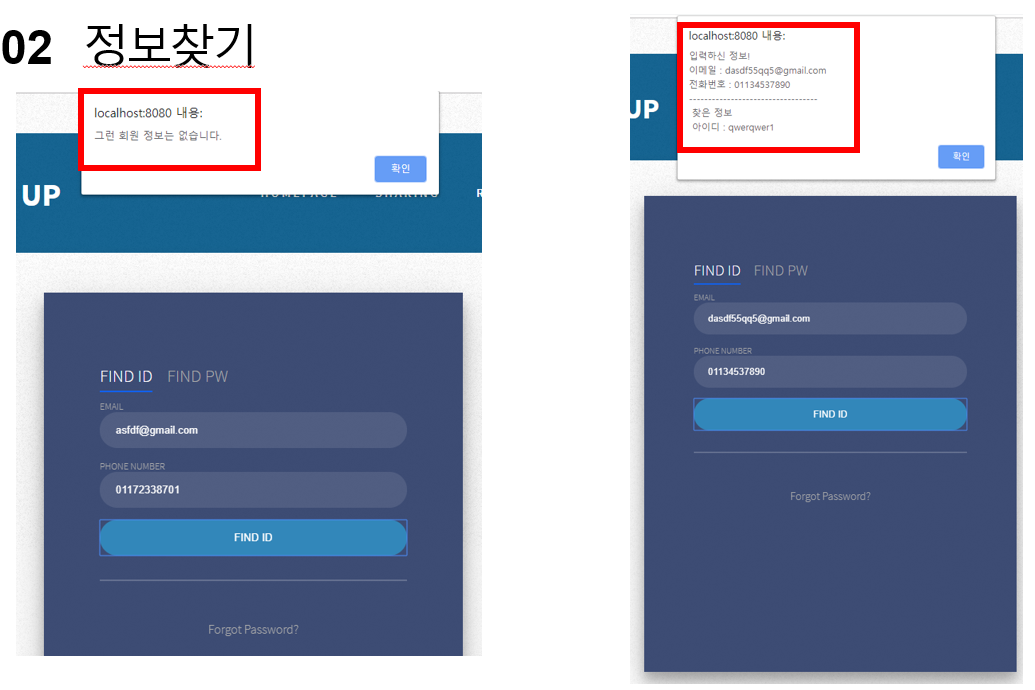 02 정보찾기
localhost:8080 내용:
그런 회원 정보는 없습니다.
확인
UP
HOMEPAGE SHARING
FIND ID FIND PW
EMAIL
asfdf@gmail.com
PHONE NUMBER
01172338701
FIND ID
Forgot Password?
localhost:8080 내용:
입력하신 정보!
이메일 : dasdf55qq5@gmail.com
전화번호 : 01134537890
----------------------------------
찾은 정보
아이디 : qwerqwer1
확인
UP
FIND ID FIND PW
EMAIL
dasdf55qq5@gmail.com
PHONE NUMBER
01134537890
FIND ID
Forgot Password?